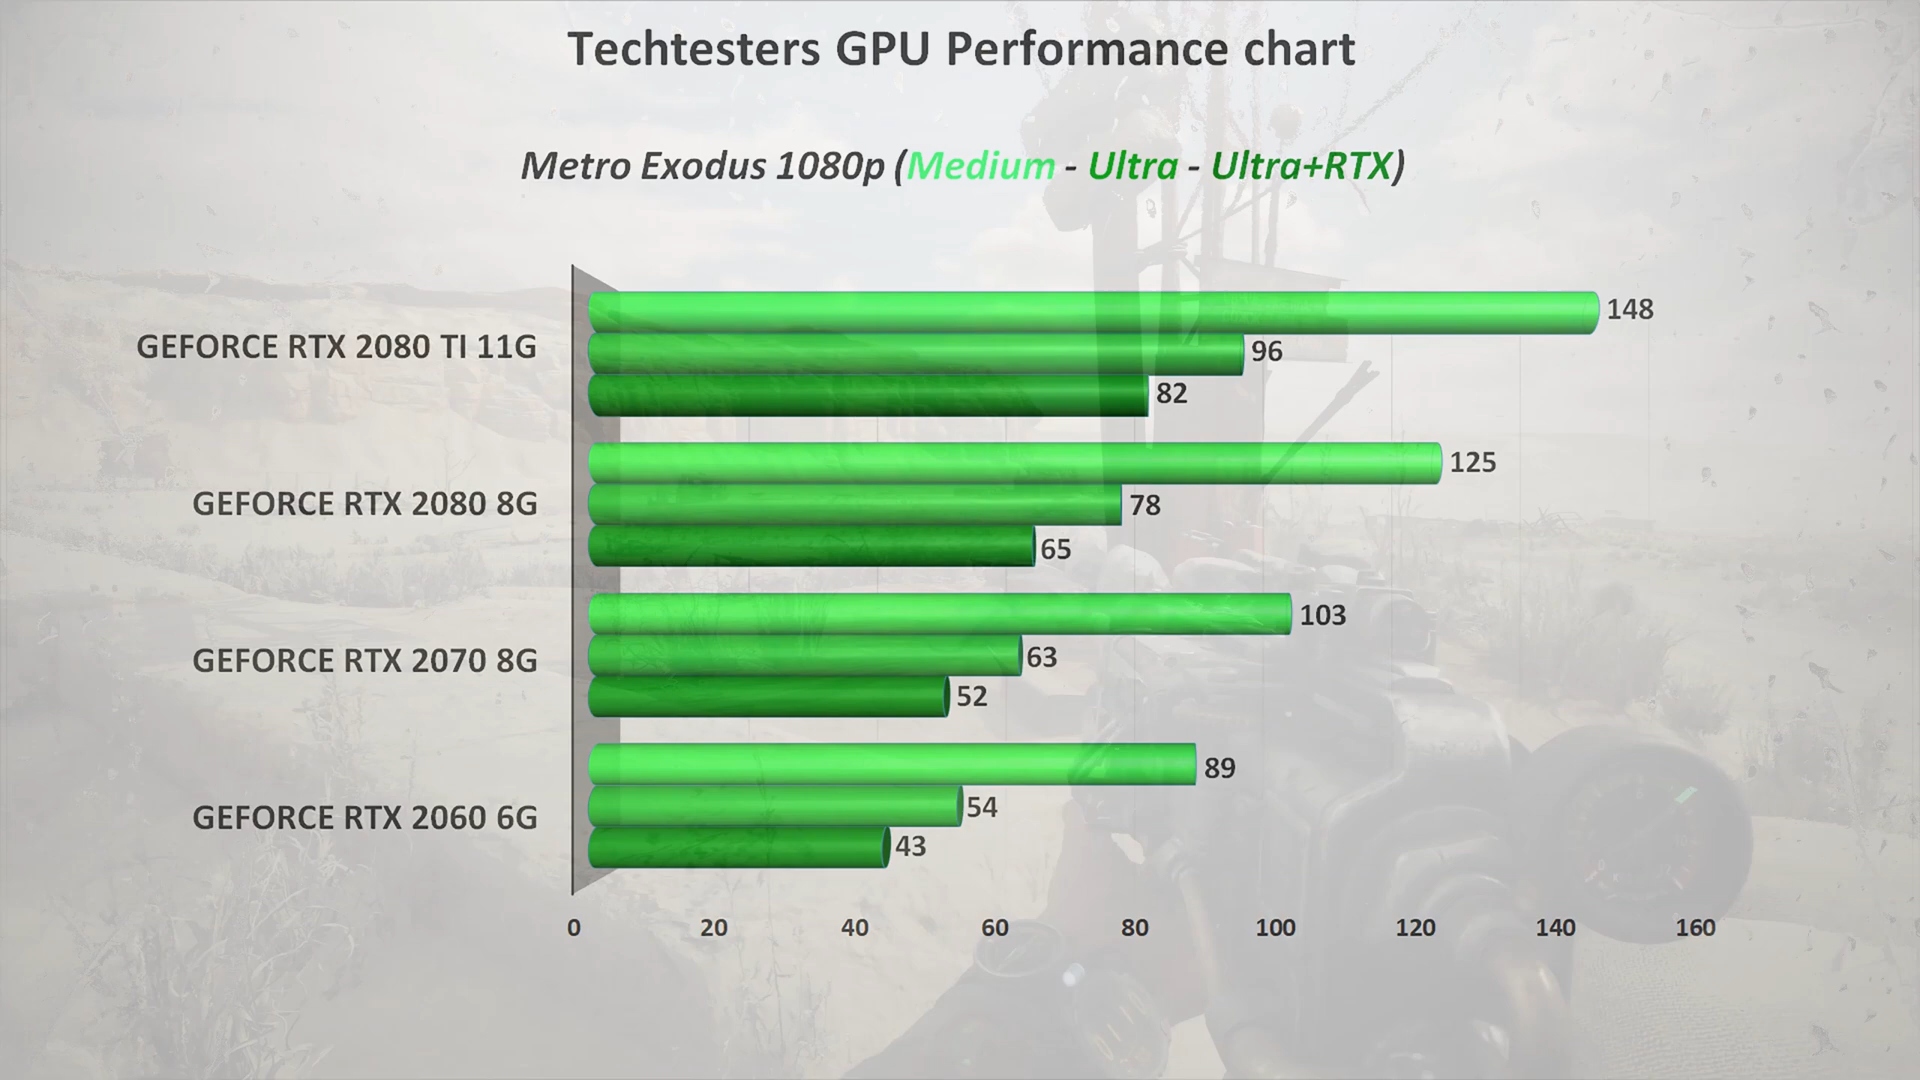 Techtesters GPU Performance chart
Metro Exodus 1080p (Medium - Ultra - Ultra+RTX)
GEFORCE RTX 2080 TI 11G
148
96
82
GEFORCE RTX 2080 8G
125
78
65
GEFORCE RTX 2070 8G
103
63
52
GEFORCE RTX 2060 6G
89
54
43
0 20 40 60 80 100 120 140 160